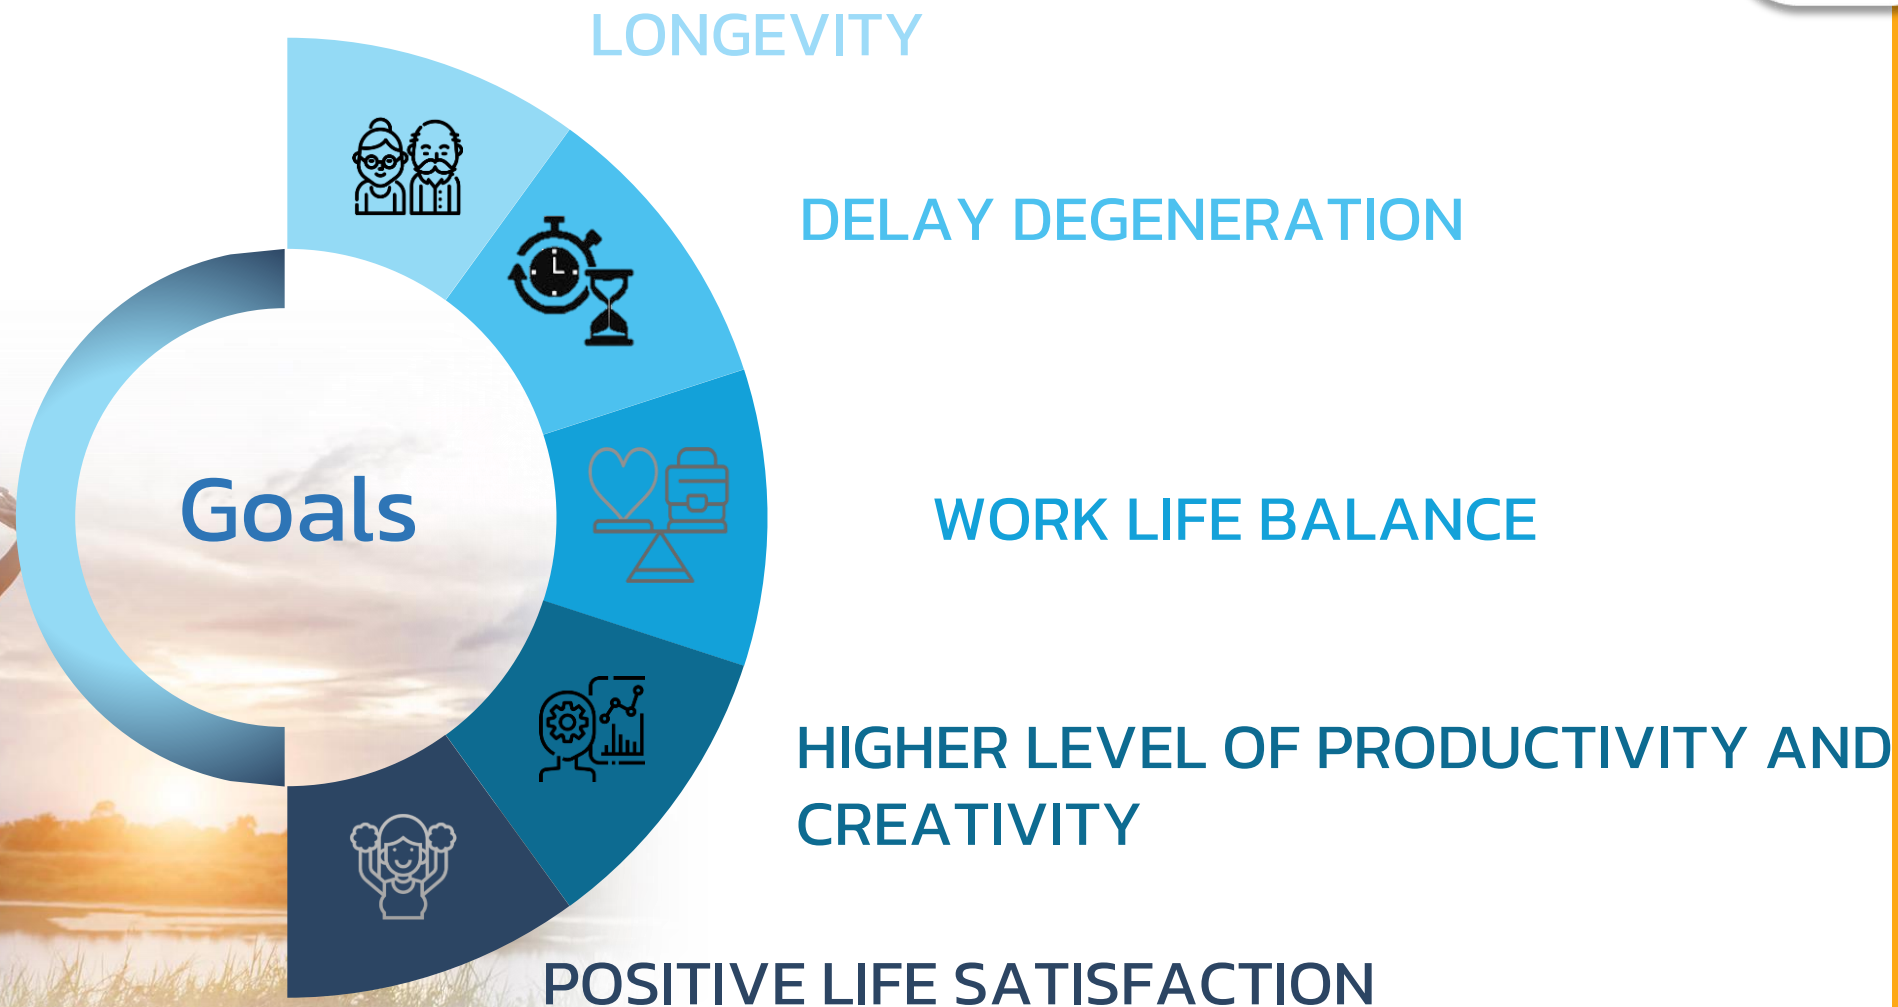 LONGEVITY
DELAY DEGENERATION
Goals
WORK LIFE BALANCE
HIGHER LEVEL OF PRODUCTIVITY AND
CREATIVITY
POSITIVE LIFE SATISFACTION